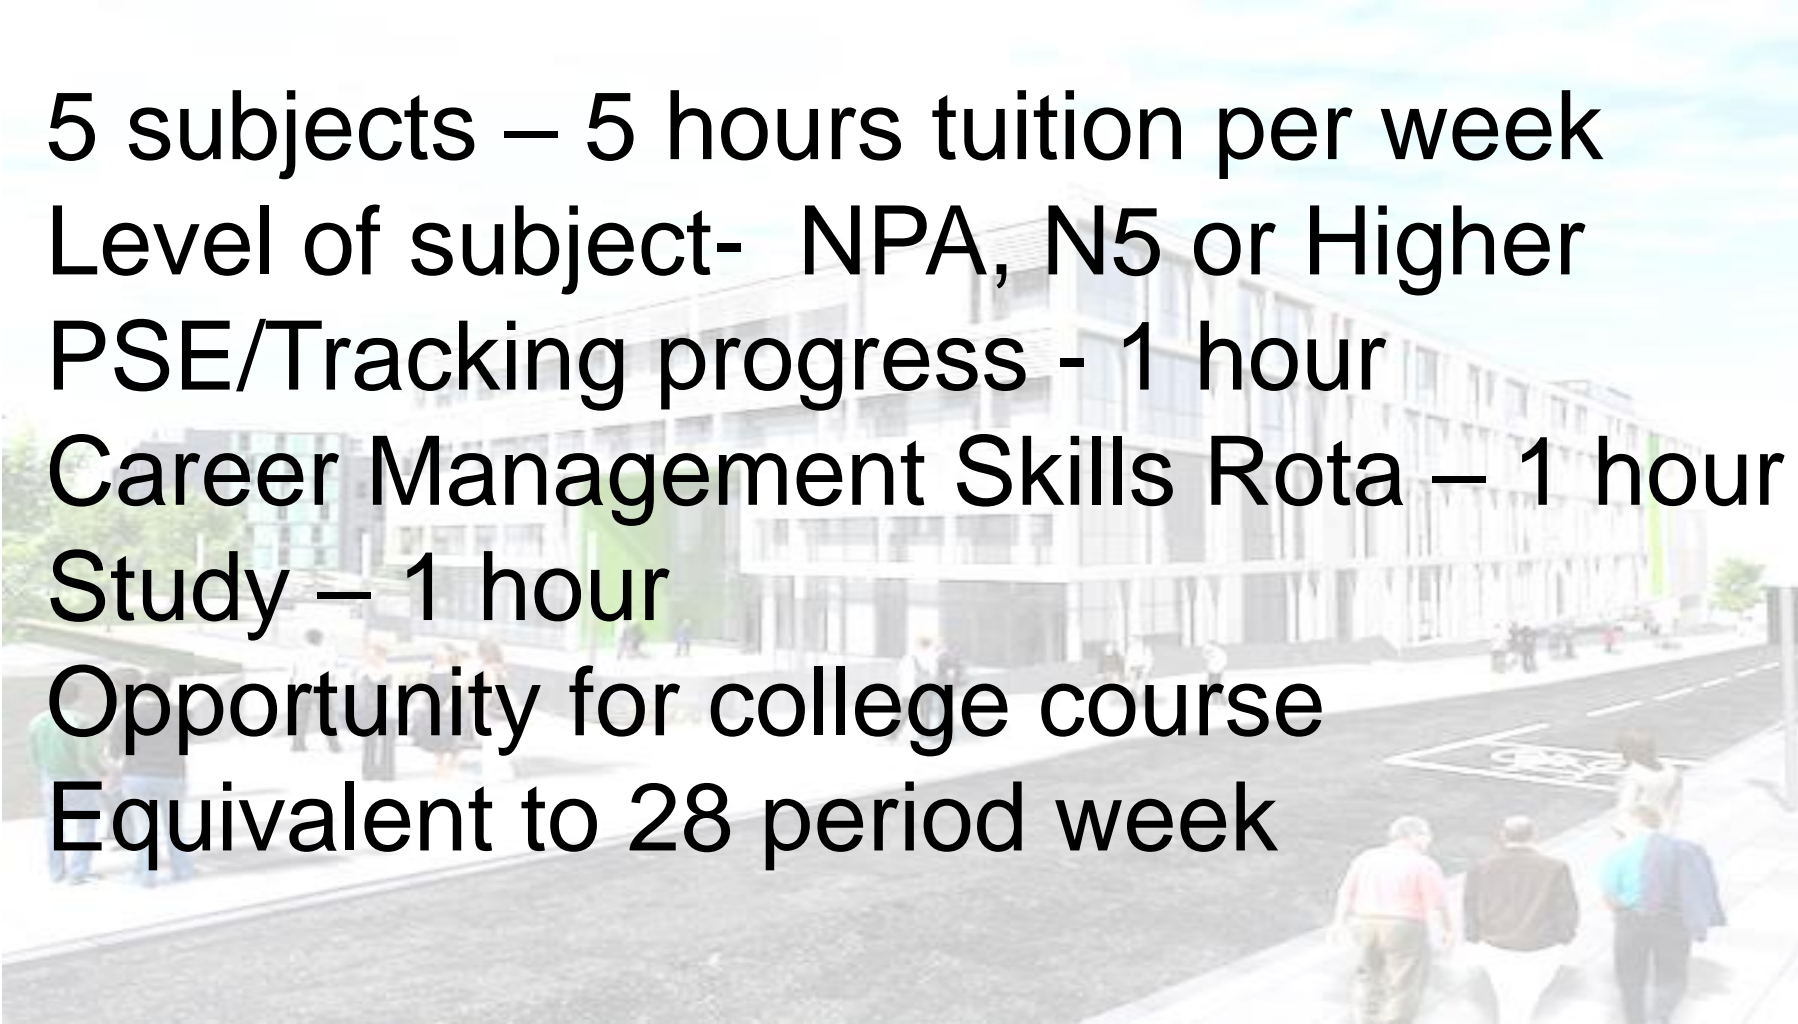 5 subjects – 5 hours tuition per week
Level of subject-  NPA, N5 or Higher
PSE/Tracking progress - 1 hour
Career Management Skills Rota – 1 hour
Study – 1 hour
Opportunity for college course
Equivalent to 28 period week